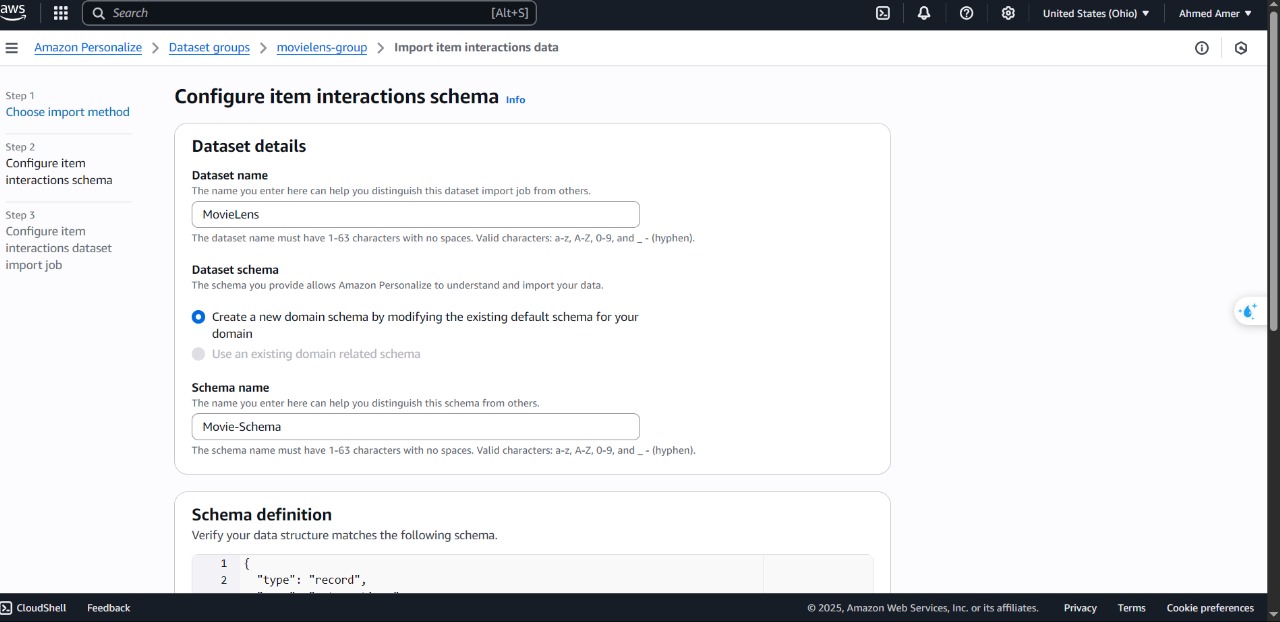 aws
Search
[Alt+S]
United States (Ohio)
Ahmed Amer
Amazon Personalize
Dataset groups
movielens-group
Import item interactions data
Step 1
Choose import method
Step 2
Configure item
interactions schema
Step 3
Configure item
interactions dataset
import job
Configure item interactions schema Info
Dataset details
Dataset name
The name you enter here can help you distinguish this dataset import job from others.
MovieLens
The dataset name must have 1-63 characters with no spaces. Valid characters: a-z, A-Z, 0-9, and _ - (hyphen).
Dataset schema
The schema you provide allows Amazon Personalize to understand and import your data.
Create a new domain schema by modifying the existing default schema for your
domain
Use an existing domain related schema
Schema name
The name you enter here can help you distinguish this schema from others.
Movie-Schema
The schema name must have 1-63 characters with no spaces. Valid characters: a-z, A-Z, 0-9, and _ - (hyphen).
Schema definition
Verify your data structure matches the following schema.
1 {
2 "type": "record",
CloudShell
Feedback
© 2025, Amazon Web Services, Inc. or its affiliates.
Privacy
Terms
Cookie preferences